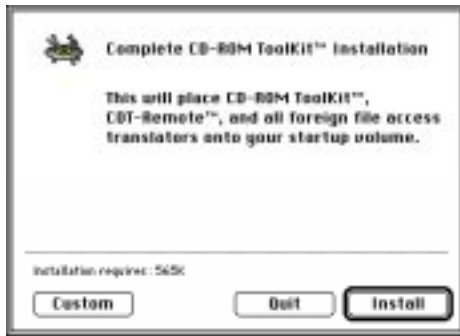 Complete CD-ROM ToolKit™ Installation
This will place CD-ROM ToolKit™,
CDT-Remote™, and all foreign file access
translators onto your startup volume.
Installation requires: 565K
Custom
Quit
Install